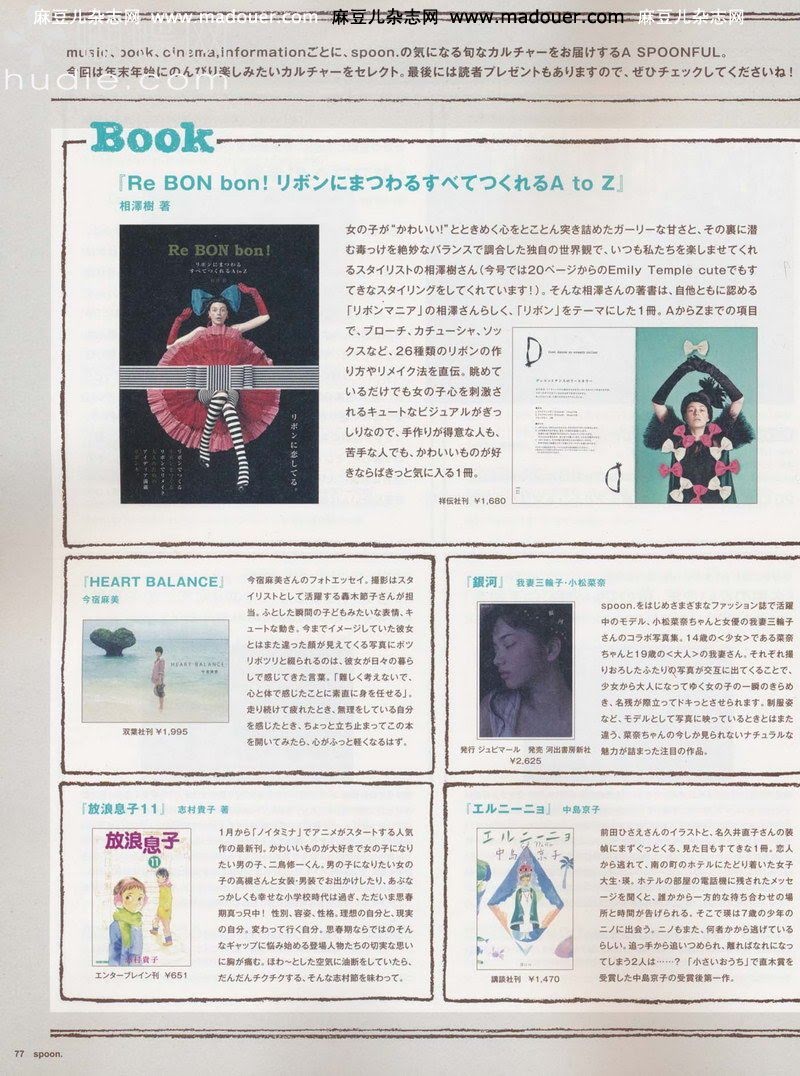 麻豆儿杂志网 www.madouer.com 麻豆儿杂志网 www.madouer.com 麻豆儿杂志网
music, book, cinema,informationごとに、spoon.の気になる旬なカルチャーをお届けするA SPOONFUL。
今回は年末年始にのんびり楽しみたいカルチャーをセレクト。最後には読者プレゼントもありますので、ぜひチェックしてくださいね！
Book
『Re BON bon! リボンにまつわるすべてつくれるA to Z』
相澤樹 著
Re BON bon!
リボンにまつわる
すべてつくれるAtoZ
リボンに恋してる。
女の子が“かわいい！”とときめく心をとことん突き詰めたガーリーな甘さと、その裏に潜
む毒っけを絶妙なバランスで調合した独自の世界観で、いつも私たちを楽しませてくれ
るスタイリストの相澤樹さん（今号では20ページからのEmily Temple cuteでもす
てきなスタイリングをしてくれています！）。そんな相澤さんの著書は、自他ともに認める
「リボンマニア」の相澤さんらしく、「リボン」をテーマにした1冊。AからZまでの項目
で、ブローチ、カチューシャ、ソッ
クスなど、26種類のリボンの作
り方やリメイク法を直伝。眺めて
いるだけでも女の子心を刺激さ
れるキュートなビジュアルがぎっ
しりなので、手作りが得意な人も、
苦手な人でも、かわいいものが好
きならばきっと気に入る1冊。
祥伝社刊 ¥1,680
『HEART BALANCE』
今宿麻美
HEART BALANCE
今宿麻美
双葉社刊 ¥1,995
今宿麻美さんのフォトエッセイ。撮影はスタ
イリストとして活躍する轟木節子さんが担
当。ふとした瞬間の子どもみたいな表情、キ
ュートな動き。今までイメージしていた彼女
とはまた違った顔が見えてくる写真にポツ
リポツリと綴られるのは、彼女が日々の暮ら
しで感じてきた言葉。「難しく考えないで、
心と体で感じたことに素直に身を任せる」。
走り続けて疲れたとき、無理をしている自分
を感じたとき、ちょっと立ち止まってこの本
を開いてみたら、心がふっと軽くなるはず。
『銀河』 我妻三輪子・小松菜奈
銀河
発行 ジュピマール 発売 河出書房新社
¥2,625
spoon.をはじめさまざまなファッション誌で活躍
中のモデル、小松菜奈ちゃんと女優の我妻三輪子
さんのコラボ写真集。14歳の＜少女＞である菜奈
ちゃんと19歳の＜大人＞の我妻さん。それぞれ撮
りおろしたふたりの写真が交互に出てくることで、
少女から大人になってゆく女の子の一瞬のきらめ
き、名残が際立ってドキっとさせられます。制服姿
など、モデルとして写真に映っているときとはまた
違う、菜奈ちゃんの今しか見られないナチュラルな
魅力が詰まった注目の作品。
『放浪息子11』 志村貴子 著
放浪息子
11
志村貴子
エンターブレイン刊 ¥651
1月から「ノイタミナ」でアニメがスタートする人気
作の最新刊。かわいいものが大好きで女の子になり
たい男の子、二鳥修一くん。男の子になりたい女の
子の高槻さんと女装・男装でお出かけしたり、あぶな
っかしくも幸せな小学校時代は過ぎ、ただいま思春
期真っ只中！ 性別、容姿、性格。理想の自分と、現実
の自分。変わって行く自分。思春期ならではのそん
なギャップに悩み始める登場人物たちの切実な思い
に胸が痛む。ほわ〜とした空気に油断をしていたら、
だんだんチクチクする、そんな志村節を味わって。
『エルニーニョ』 中島京子
エルニーニョ
中島京子
講談社刊 ¥1,470
前田ひさえさんのイラストと、名久井直子さんの装
幀にまずぐっとくる、見た目もすてきな1冊。恋人
から逃れて、南の町のホテルにたどり着いた女子
大生・瑛。ホテルの部屋の電話機に残されたメッセ
ージを聞くと、誰かから一方的な待ち合わせの場
所と時間が告げられる。そこで瑛は7歳の少年の
ニノに出会う。ニノもまた、何者かから逃げている
らしい。追っ手から追いつめられ、離ればなれになっ
てしまう2人は……？ 『小さいおうち』で直木賞を
受賞した中島京子の受賞後第一作。
77 spoon.